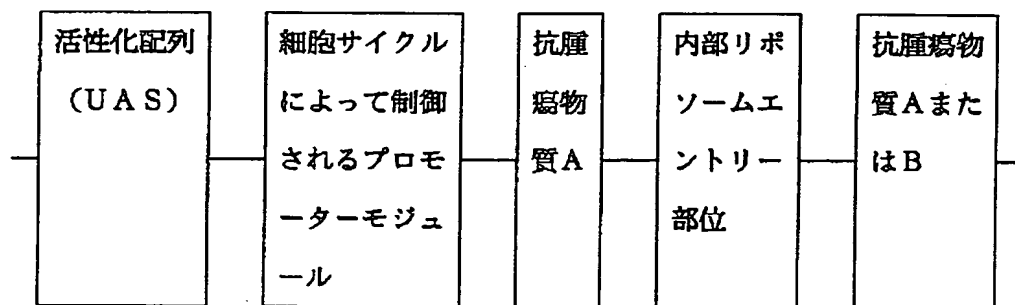 活性化配列
(UAS)
細胞サイクル
によって制御
されるプロモ
ーターモジュ
ール
抗腫
瘍物
質A
内部リポ
ソームエ
ントリー
部位
抗腫瘍物
質Aまた
はB